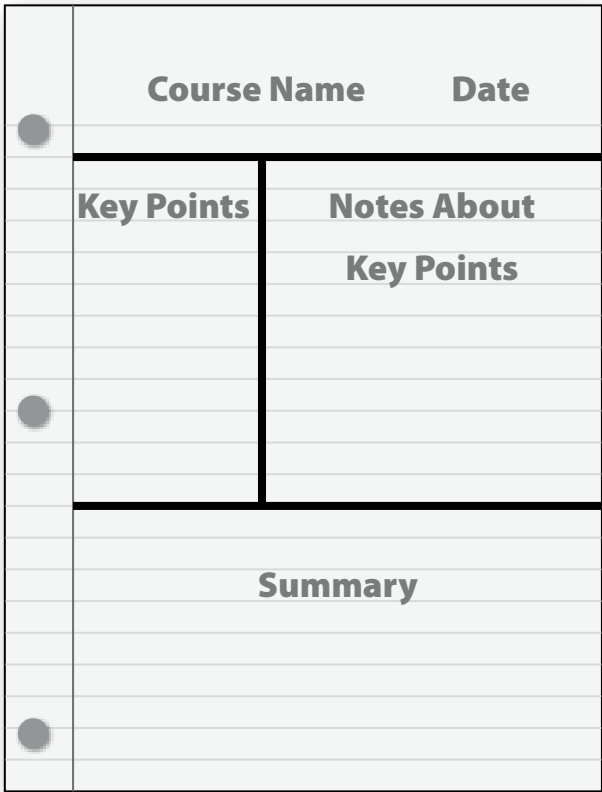 Course Name Date
Key Points
Notes About
Key Points
Summary